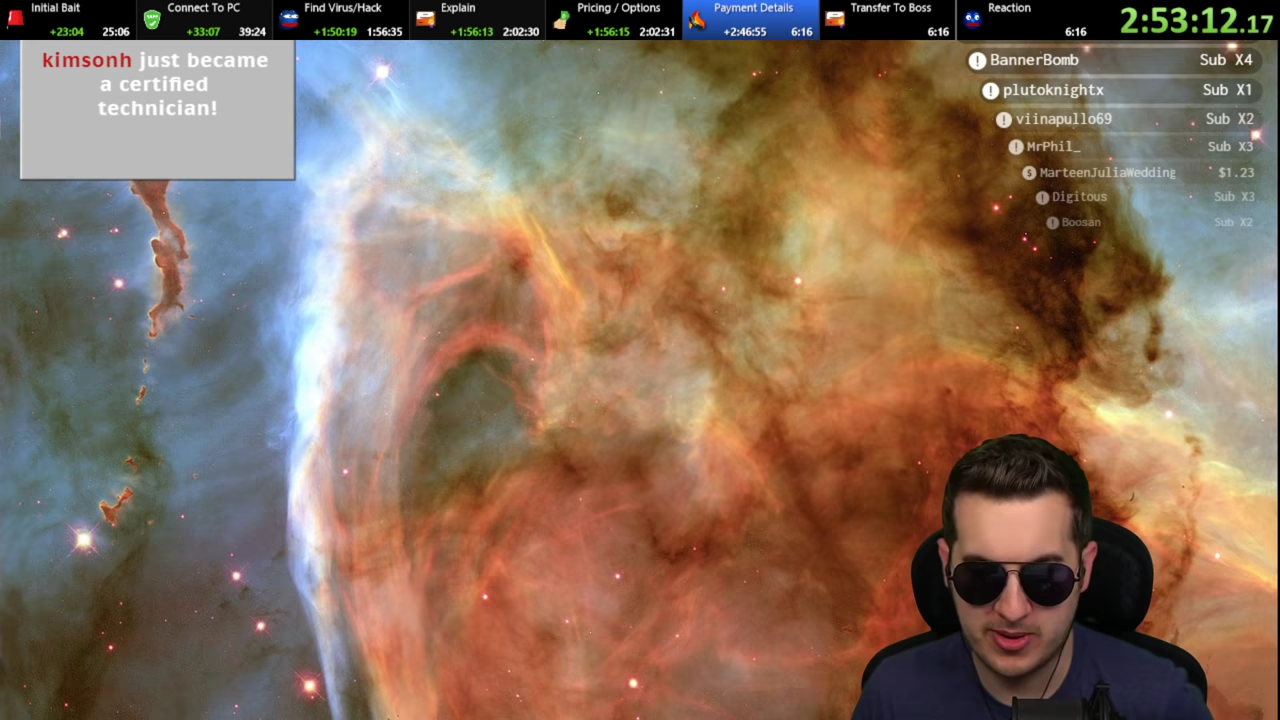 Initial Bait
+23:04 25:06
Connect To PC
+33:07 39:24
Find Virus/Hack
+1:50:19 1:56:35
Explain
+1:56:13 2:02:30
Pricing / Options
+1:56:15 2:02:31
Payment Details
+2:46:55 6:16
Transfer To Boss
6:16
Reaction
6:16
2:53:12.17
kimsonh just became
a certified
technician!
BannerBomb Sub X4
plutoknightx Sub X1
viinapullo69 Sub X2
MrPhil_ Sub X3
MarteenJuliaWedding $1.23
Digitous Sub X3
Boosan Sub X2